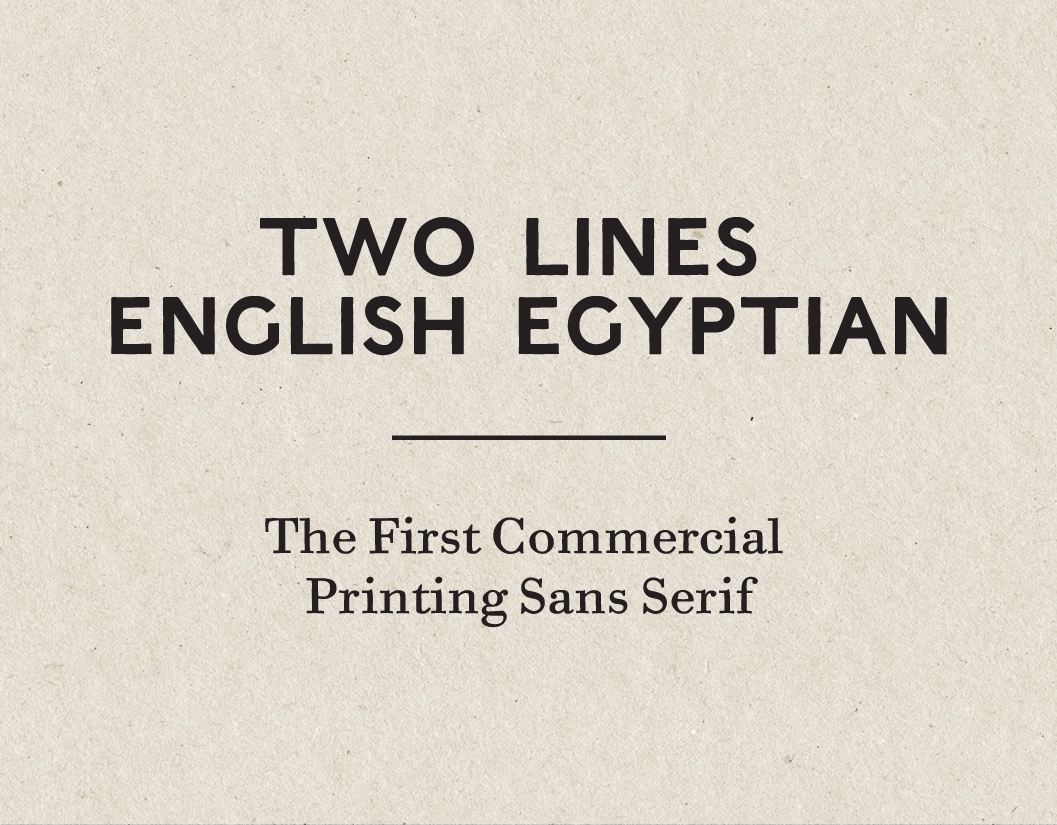 TWO LINES
ENGLISH EGYPTIAN
The First Commercial
Printing Sans Serif